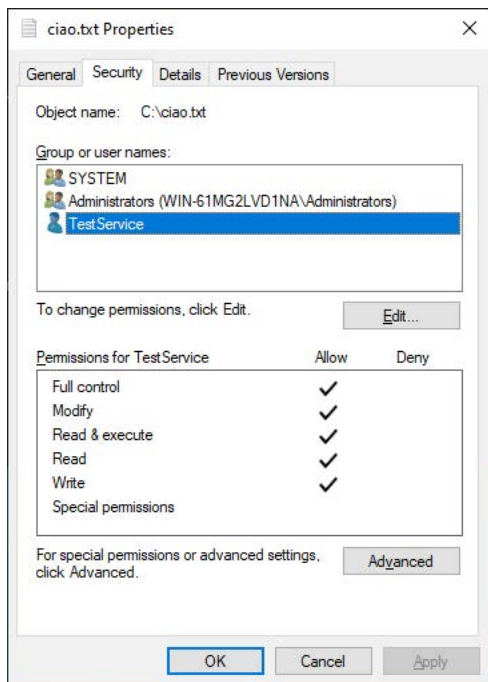 ciao.txt Properties
General Security Details Previous Versions
Object name: C:\ciao.txt
Group or user names:
SYSTEM
Administrators (WIN-61MG2LVD1NA\Administrators)
TestService
To change permissions, click Edit.
Edit...
Permissions for TestService Allow Deny
Full control
Modify
Read & execute
Read
Write
Special permissions
For special permissions or advanced settings,
click Advanced.
Advanced
OK Cancel Apply